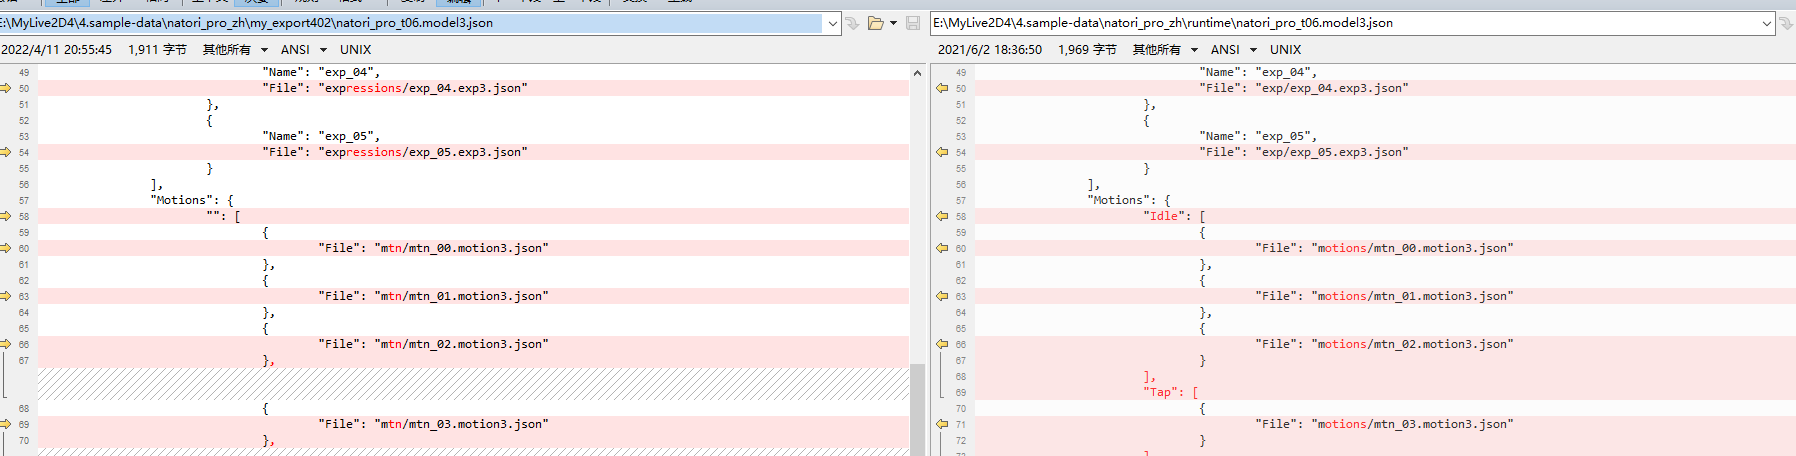 E:\MyLive2D4\4.sample-data\natori_pro_zh\my_export402\natori_pro_t06.model3.json
2022/4/11 20:55:45 1,911 字节 其他所有 ANSI UNIX
49 "Name": "exp_04",
50 "File": "expressions/exp_04.exp3.json"
51 },
52 {
53 "Name": "exp_05",
54 "File": "expressions/exp_05.exp3.json"
55 }
56 ],
57 "Motions": {
58 "": [
59 {
60 "File": "mtn/mtn_00.motion3.json"
61 },
62 {
63 "File": "mtn/mtn_01.motion3.json"
64 },
65 {
66 "File": "mtn/mtn_02.motion3.json"
67 },
68 {
69 "File": "mtn/mtn_03.motion3.json"
70 },
E:\MyLive2D4\4.sample-data\natori_pro_zh\runtime\natori_pro_t06.model3.json
2021/6/2 18:36:50 1,969 字节 其他所有 ANSI UNIX
49 "Name": "exp_04",
50 "File": "exp/exp_04.exp3.json"
51 },
52 {
53 "Name": "exp_05",
54 "File": "exp/exp_05.exp3.json"
55 }
56 ],
57 "Motions": {
58 "Idle": [
59 {
60 "File": "motions/mtn_00.motion3.json"
61 },
62 {
63 "File": "motions/mtn_01.motion3.json"
64 },
65 {
66 "File": "motions/mtn_02.motion3.json"
67 }
68 ],
69 "Tap": [
70 {
71 "File": "motions/mtn_03.motion3.json"
72 }